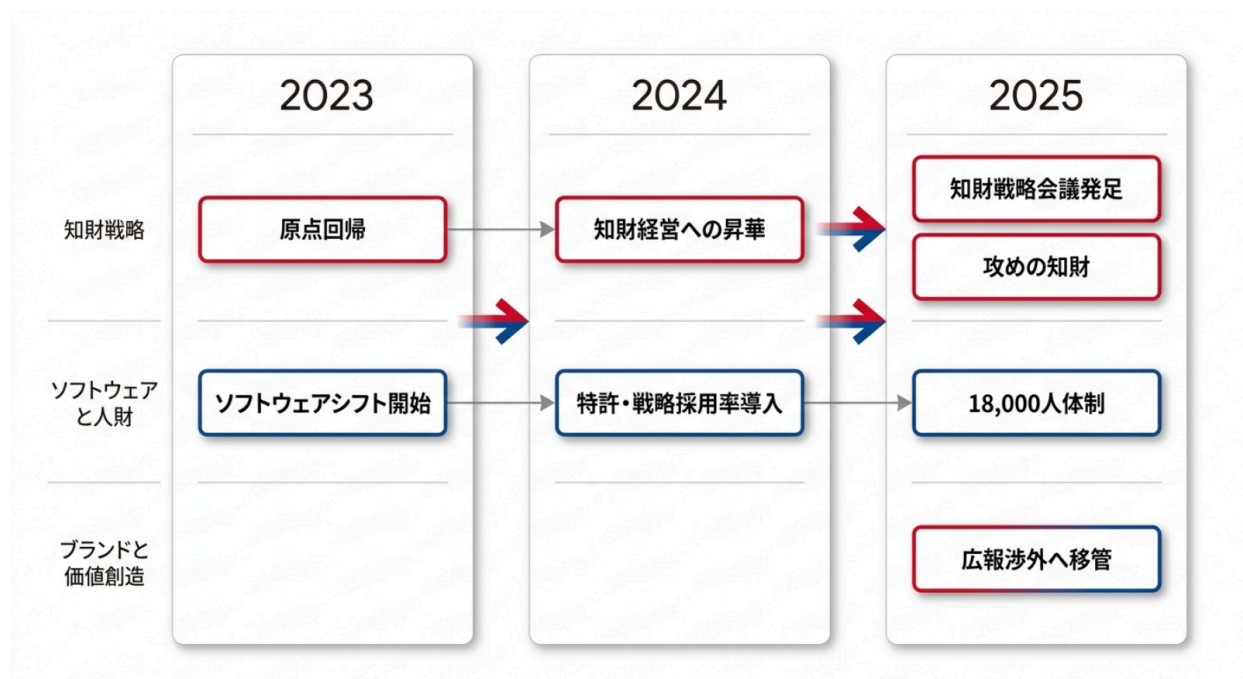 2023
2024
2025
知財戦略
原点回帰
知財経営への昇華
知財戦略会議発足
攻めの知財
ソフトウェア
と人財
ソフトウェアシフト開始
特許・戦略採用率導入
18,000人体制
ブランドと
価値創造
広報渉外へ移管